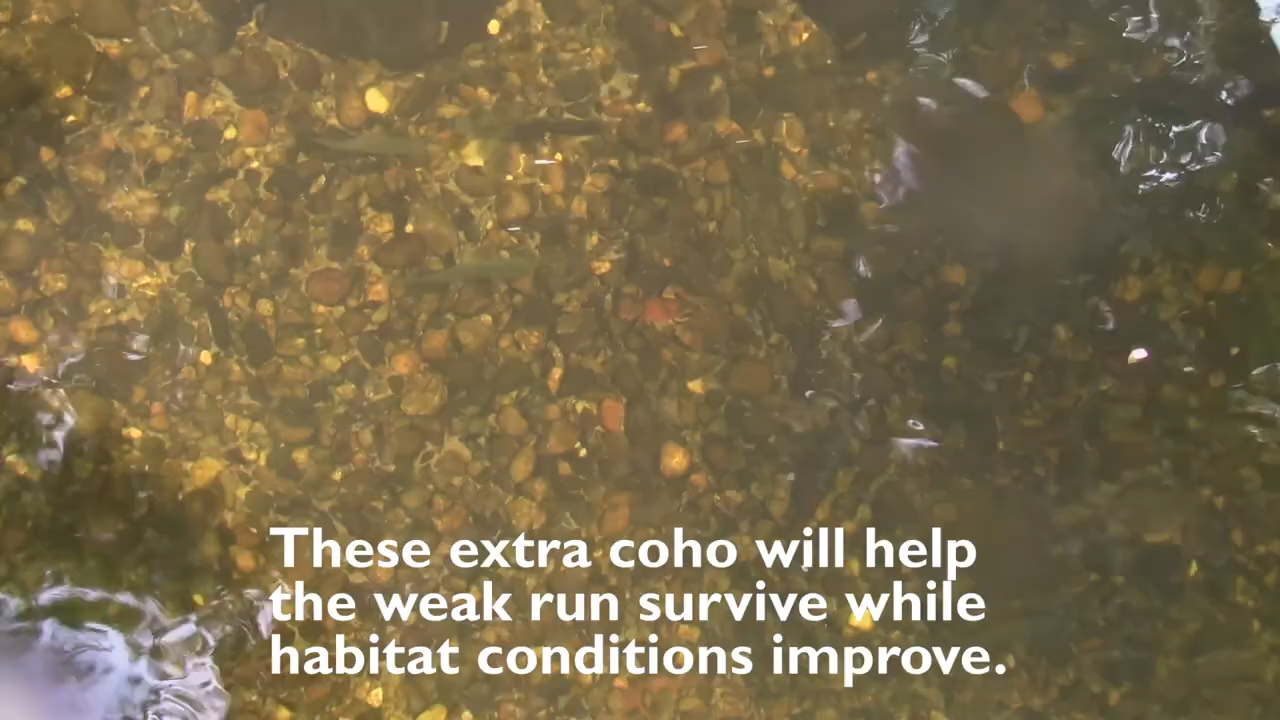 These extra coho will help
the weak run survive while
habitat conditions improve.